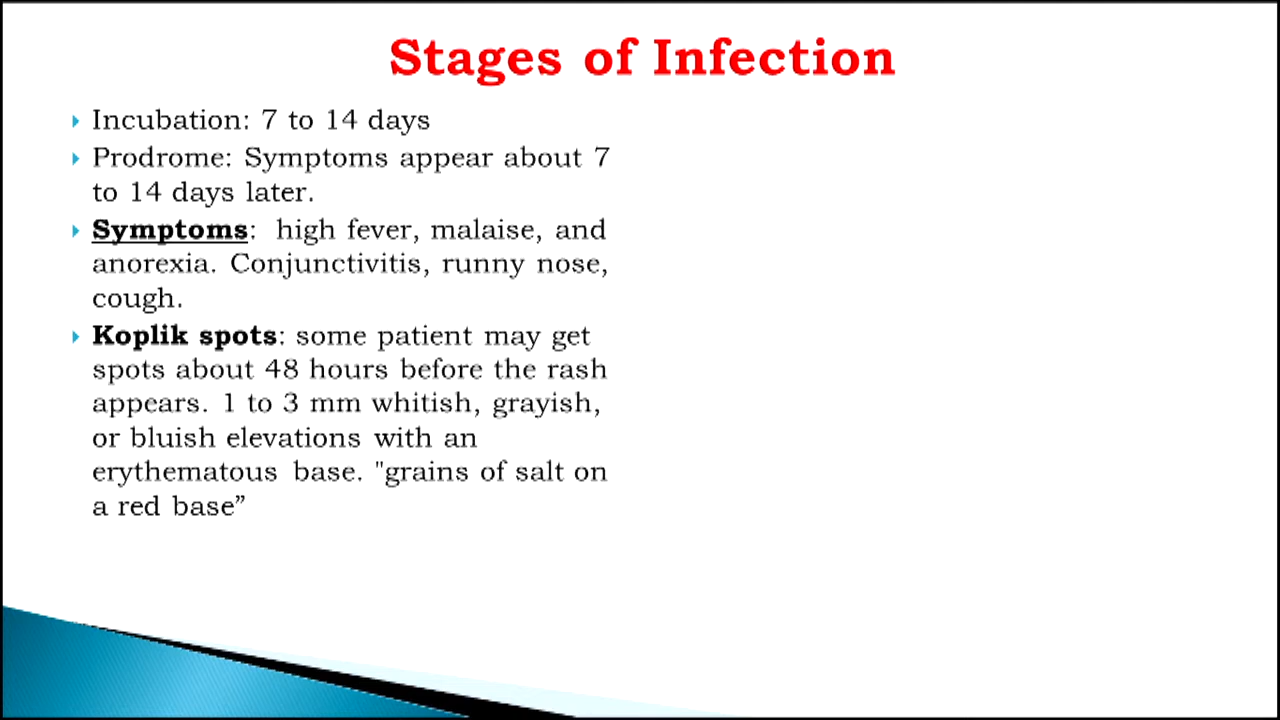 Stages of Infection
Incubation: 7 to 14 days
Prodrome: Symptoms appear about 7
to 14 days later.
Symptoms:  high fever, malaise, and
anorexia. Conjunctivitis, runny nose,
cough.
Koplik spots: some patient may get
spots about 48 hours before the rash
appears. 1 to 3 mm whitish, grayish,
or bluish elevations with an
erythematous base. "grains of salt on
a red base”